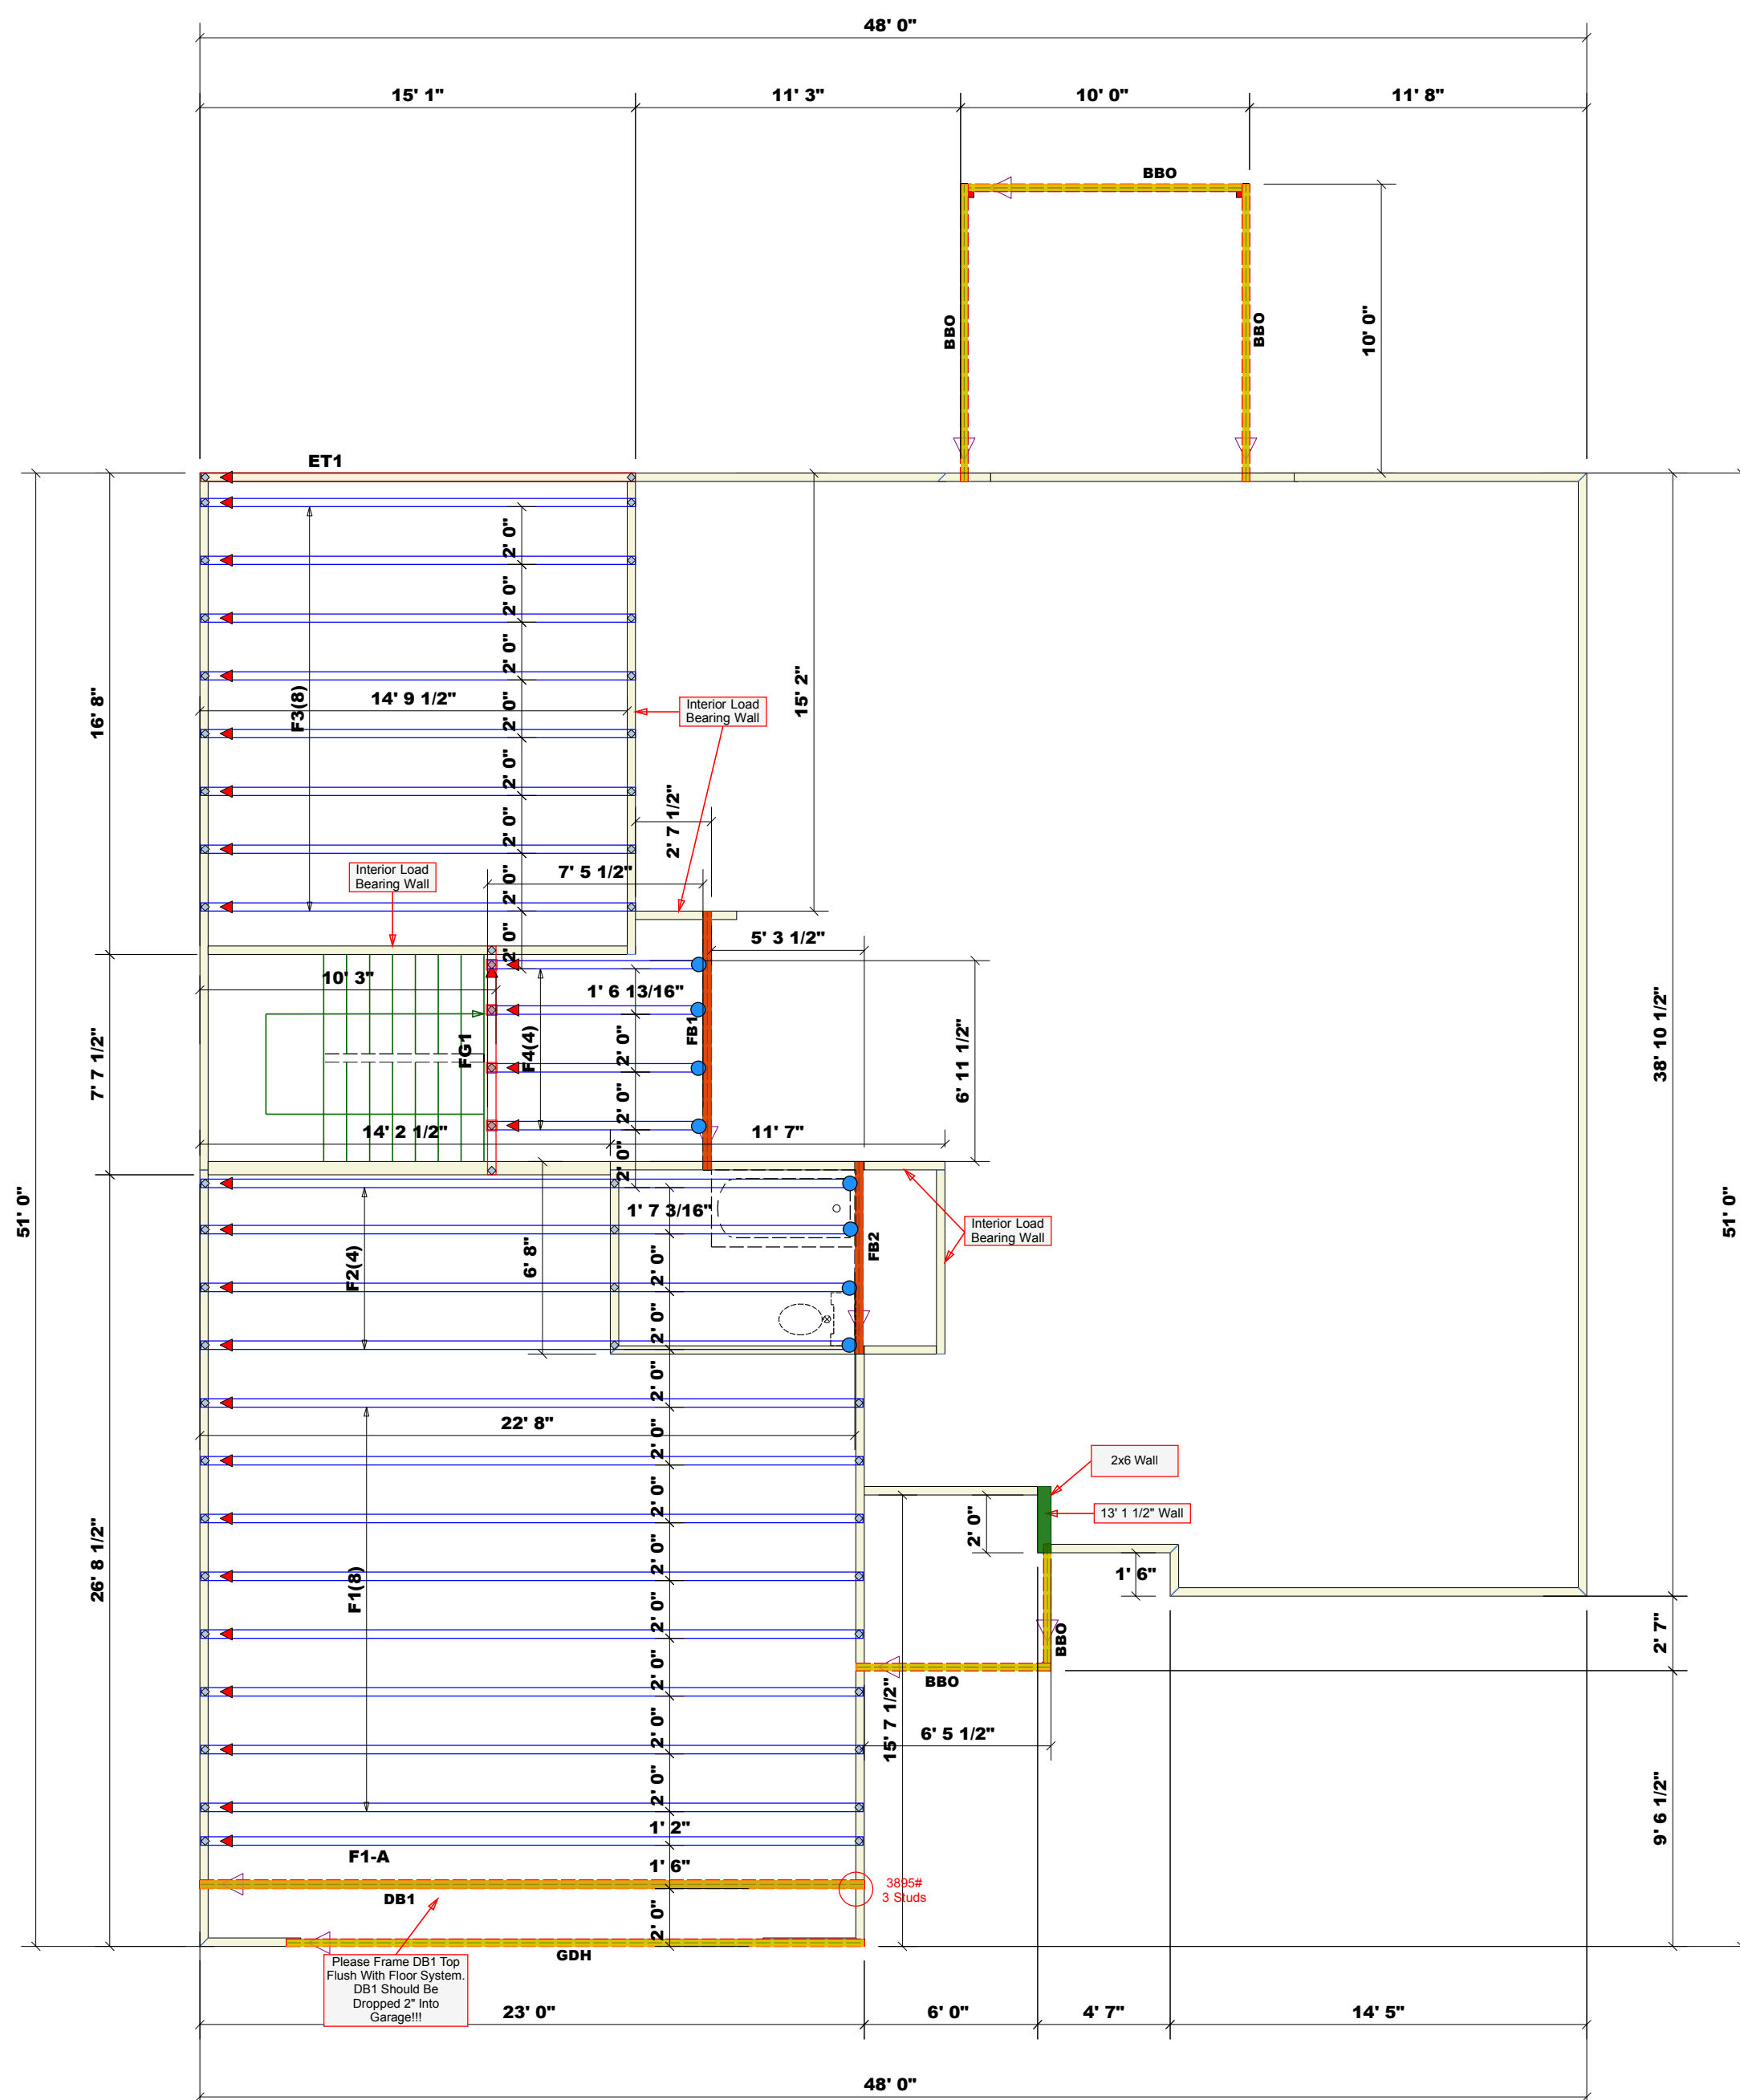 48' 0"
15' 1"
11' 3"
10' 0"
11' 8"
BBO
BBO
BBO
10' 0"
ET1
2' 0"
2' 0"
2' 0"
2' 0"
2' 0"
2' 0"
2' 0"
2' 0"
F3(8)
14' 9 1/2"
16' 8"
15' 2"
Interior Load
Bearing Wall
2' 7 1/2"
7' 5 1/2"
Interior Load
Bearing Wall
5' 3 1/2"
10' 3"
1' 6 13/16"
FB1
FG1
F4(4)
2' 0"
2' 0"
2' 0"
6' 11 1/2"
7' 7 1/2"
38' 10 1/2"
14' 2 1/2"
11' 7"
51' 0"
51' 0"
1' 7 3/16"
Interior Load
Bearing Wall
F2(4)
6' 8"
FB2
2' 0"
2' 0"
2' 0"
22' 8"
2' 0"
2' 0"
2' 0"
2' 0"
2' 0"
2' 0"
2' 0"
2x6 Wall
13' 1 1/2" Wall
2' 0"
1' 6"
26' 8 1/2"
F1(8)
BBO
BBO
2' 7"
15' 7 1/2"
6' 5 1/2"
9' 6 1/2"
1' 2"
F1-A
1' 6"
DB1
3895#
3 Studs
2' 0"
GDH
Please Frame DB1 Top
Flush With Floor System.
DB1 Should Be
Dropped 2" Into
Garage!!!
23' 0"
6' 0"
4' 7"
14' 5"
48' 0"